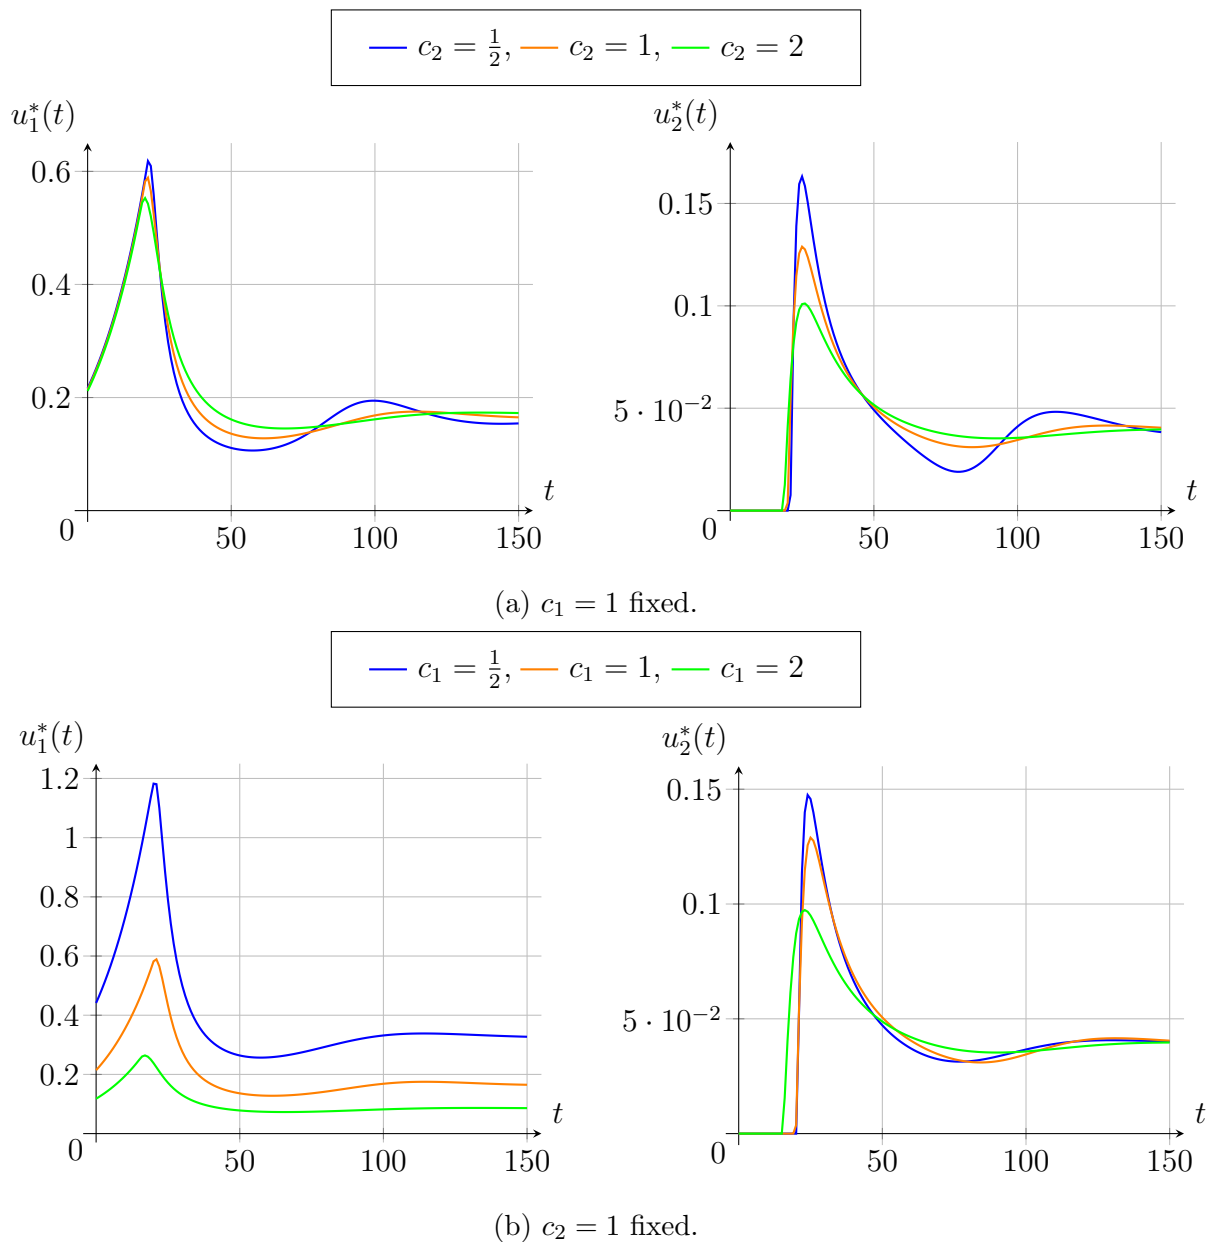 c₂ = ½, c₂ = 1, c₂ = 2
u₁*(t)
0.6
0.4
0.2
0
50
100
150
t
u₂*(t)
0.15
0.1
5 · 10⁻²
0
50
100
150
t
(a) c₁ = 1 fixed.
c₁ = ½, c₁ = 1, c₁ = 2
u₁*(t)
1.2
1
0.8
0.6
0.4
0.2
0
50
100
150
t
u₂*(t)
0.15
0.1
5 · 10⁻²
0
50
100
150
t
(b) c₂ = 1 fixed.